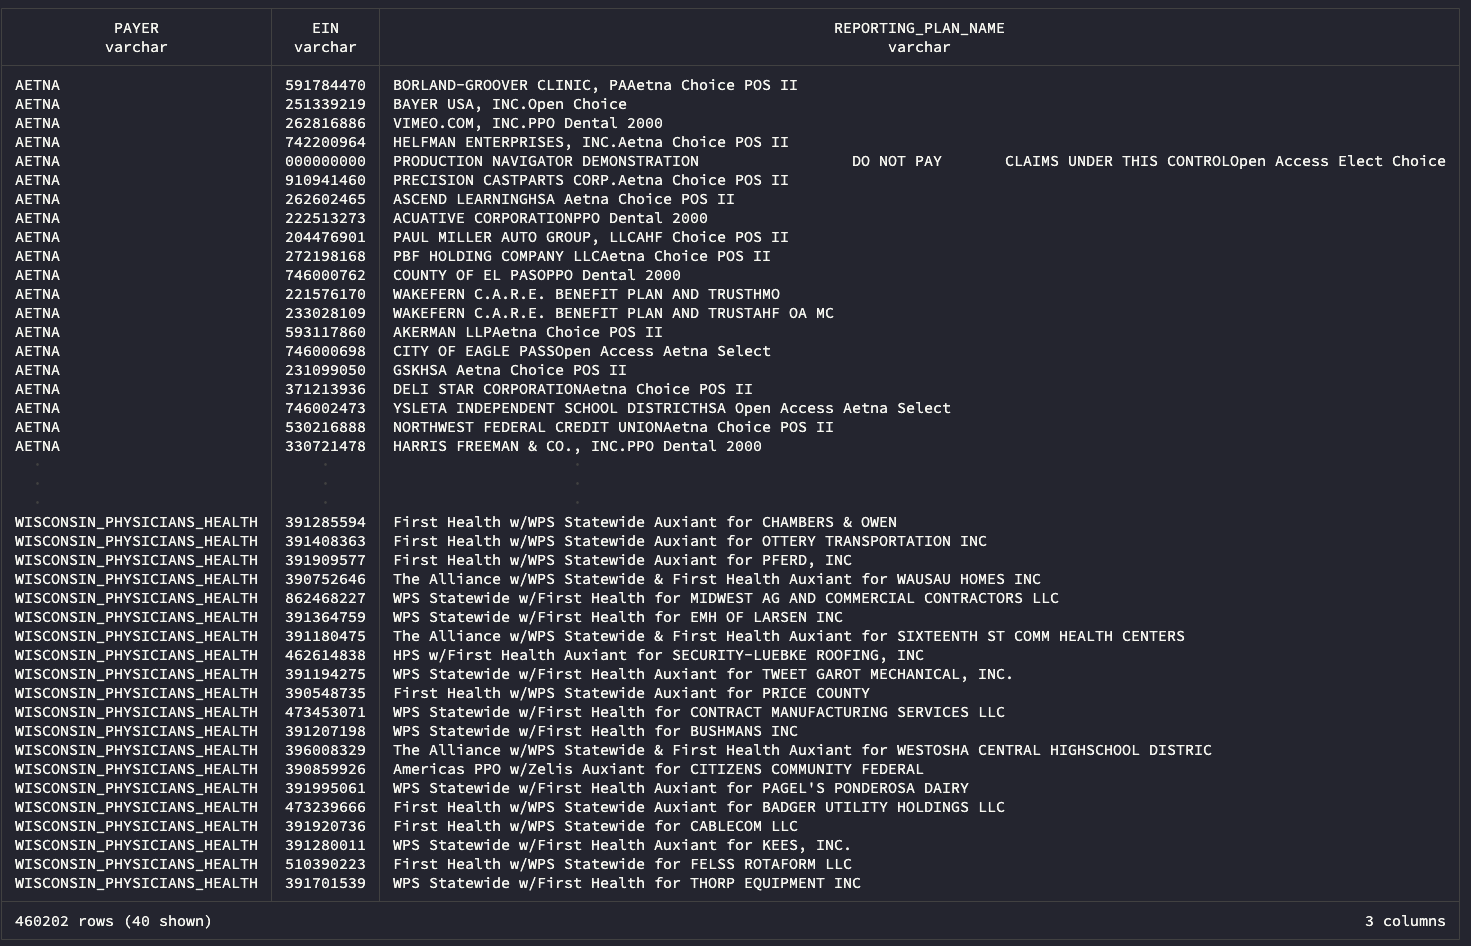 PAYER EIN REPORTING_PLAN_NAME
varchar varchar varchar
AETNA 591784470 BORLAND-GROOVER CLINIC, PAAetna Choice POS II
AETNA 251339219 BAYER USA, INC.Open Choice
AETNA 262816886 VIMEO.COM, INC.PPO Dental 2000
AETNA 742200964 HELFMAN ENTERPRISES, INC.Aetna Choice POS II
AETNA 000000000 PRODUCTION NAVIGATOR DEMONSTRATION DO NOT PAY CLAIMS UNDER THIS CONTROLOpen Access Elect Choice
AETNA 910941460 PRECISION CASTPARTS CORP.Aetna Choice POS II
AETNA 262602465 ASCEND LEARNINGHSA Aetna Choice POS II
AETNA 222513273 ACUATIVE CORPORATIONPPO Dental 2000
AETNA 204476901 PAUL MILLER AUTO GROUP, LLCAHF Choice POS II
AETNA 272198168 PBF HOLDING COMPANY LLCAetna Choice POS II
AETNA 746000762 COUNTY OF EL PASOPPO Dental 2000
AETNA 221576170 WAKEFERN C.A.R.E. BENEFIT PLAN AND TRUSTHMO
AETNA 233028109 WAKEFERN C.A.R.E. BENEFIT PLAN AND TRUSTAHF OA MC
AETNA 593117860 AKERMAN LLPAetna Choice POS II
AETNA 746000698 CITY OF EAGLE PASSOpen Access Aetna Select
AETNA 231099050 GSKHSA Aetna Choice POS II
AETNA 371213936 DELI STAR CORPORATIONAetna Choice POS II
AETNA 746002473 YSLETA INDEPENDENT SCHOOL DISTRICTHSA Open Access Aetna Select
AETNA 530216888 NORTHWEST FEDERAL CREDIT UNIONAetna Choice POS II
AETNA 330721478 HARRIS FREEMAN & CO., INC.PPO Dental 2000
· · ·
· · ·
· · ·
WISCONSIN_PHYSICIANS_HEALTH 391285594 First Health w/WPS Statewide Auxiant for CHAMBERS & OWEN
WISCONSIN_PHYSICIANS_HEALTH 391408363 First Health w/WPS Statewide Auxiant for OTTERY TRANSPORTATION INC
WISCONSIN_PHYSICIANS_HEALTH 391909577 First Health w/WPS Statewide Auxiant for PFERD, INC
WISCONSIN_PHYSICIANS_HEALTH 390752646 The Alliance w/WPS Statewide & First Health Auxiant for WAUSAU HOMES INC
WISCONSIN_PHYSICIANS_HEALTH 862468227 WPS Statewide w/First Health for MIDWEST AG AND COMMERCIAL CONTRACTORS LLC
WISCONSIN_PHYSICIANS_HEALTH 391364759 WPS Statewide w/First Health for EMH OF LARSEN INC
WISCONSIN_PHYSICIANS_HEALTH 391180475 The Alliance w/WPS Statewide & First Health Auxiant for SIXTEENTH ST COMM HEALTH CENTERS
WISCONSIN_PHYSICIANS_HEALTH 462614838 HPS w/First Health Auxiant for SECURITY-LUEBKE ROOFING, INC
WISCONSIN_PHYSICIANS_HEALTH 391194275 WPS Statewide w/First Health Auxiant for TWEET GAROT MECHANICAL, INC.
WISCONSIN_PHYSICIANS_HEALTH 390548735 First Health w/WPS Statewide Auxiant for PRICE COUNTY
WISCONSIN_PHYSICIANS_HEALTH 473453071 WPS Statewide w/First Health for CONTRACT MANUFACTURING SERVICES LLC
WISCONSIN_PHYSICIANS_HEALTH 391207198 WPS Statewide w/First Health for BUSHMANS INC
WISCONSIN_PHYSICIANS_HEALTH 396008329 The Alliance w/WPS Statewide & First Health Auxiant for WESTOSHA CENTRAL HIGHSCHOOL DISTRIC
WISCONSIN_PHYSICIANS_HEALTH 390859926 Americas PPO w/Zelis Auxiant for CITIZENS COMMUNITY FEDERAL
WISCONSIN_PHYSICIANS_HEALTH 391995061 WPS Statewide w/First Health Auxiant for PAGEL'S PONDEROSA DAIRY
WISCONSIN_PHYSICIANS_HEALTH 473239666 First Health w/WPS Statewide Auxiant for BADGER UTILITY HOLDINGS LLC
WISCONSIN_PHYSICIANS_HEALTH 391920736 First Health w/WPS Statewide for CABLECOM LLC
WISCONSIN_PHYSICIANS_HEALTH 391280011 WPS Statewide w/First Health Auxiant for KEES, INC.
WISCONSIN_PHYSICIANS_HEALTH 510390223 First Health w/WPS Statewide for FELSS ROTAFORM LLC
WISCONSIN_PHYSICIANS_HEALTH 391701539 WPS Statewide w/First Health for THORP EQUIPMENT INC
460202 rows (40 shown) 3 columns